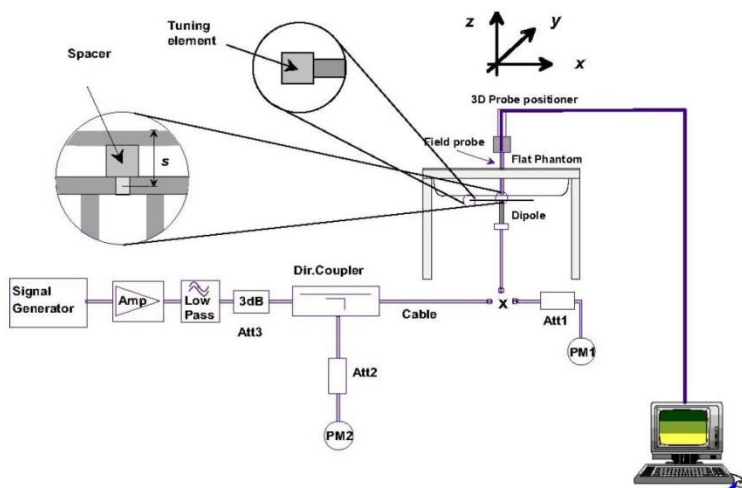 Tuning
element
Spacer
s
z
y
x
3D Probe positioner
Field probe
Flat Phantom
Dipole
Signal
Generator
Amp
Low
Pass
3dB
Att3
Dir.Coupler
Cable
x
Att1
PM1
Att2
PM2